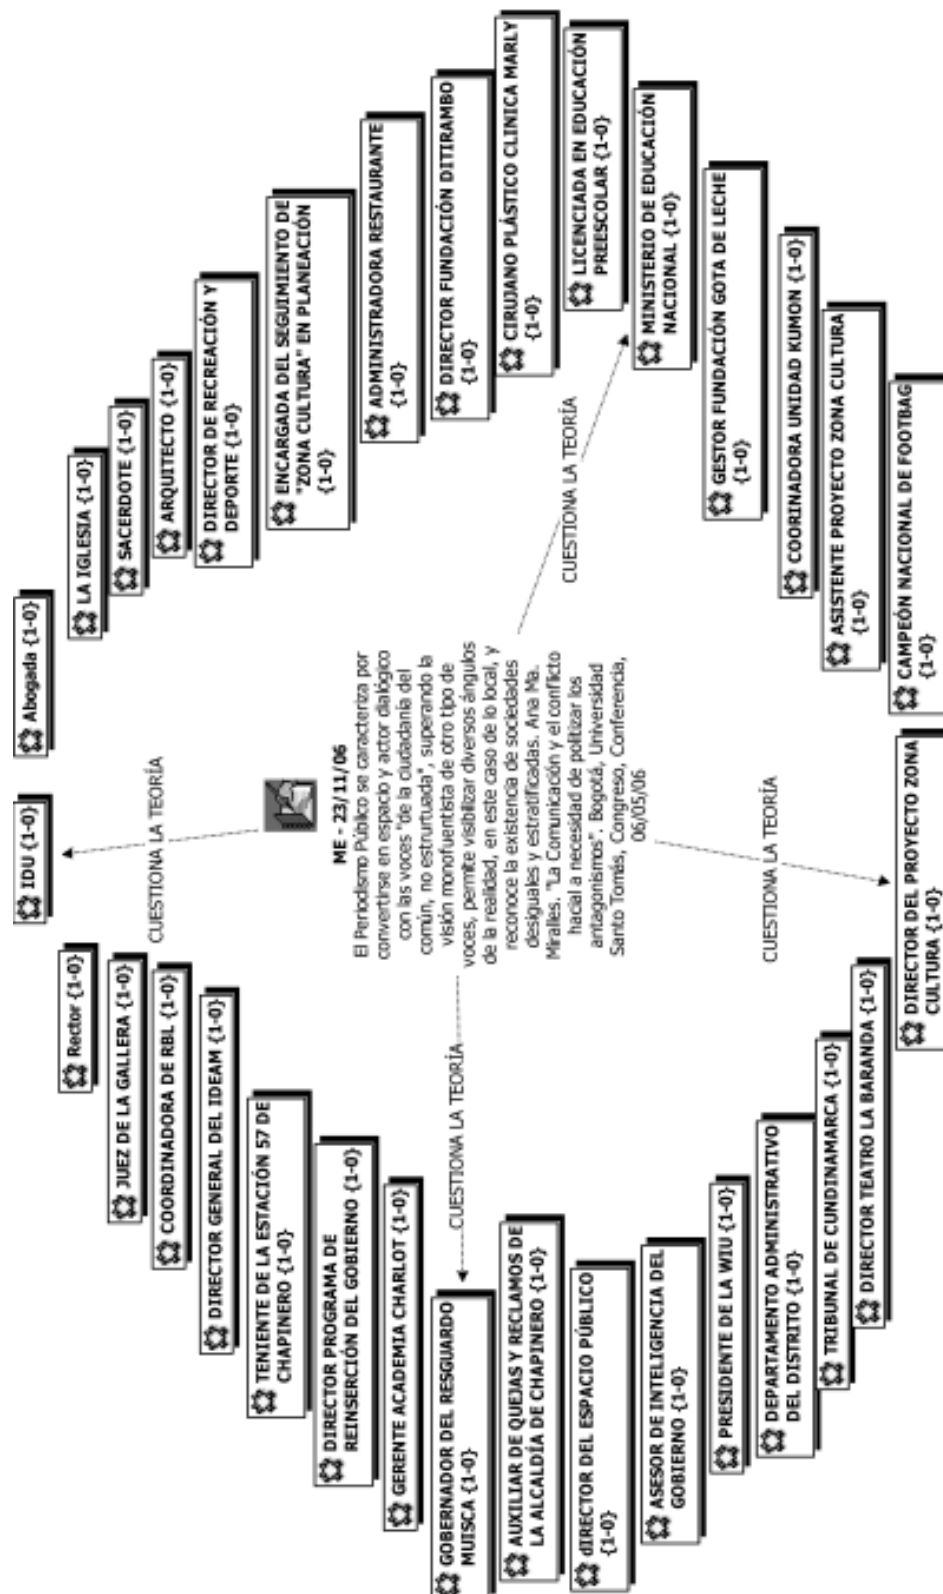 Abogada {1-0}
IDU {1-0}
Rector {1-0}
LA IGLESIA {1-0}
JUEZ DE LA GALLERA {1-0}
SACERDOTE {1-0}
COORDINADORA DE RBL {1-0}
ARQUITECTO {1-0}
CUESTIONA LA TEORÍA
DIRECTOR GENERAL DEL IDEAM {1-0}
DIRECTOR DE RECREACIÓN Y
DEPORTE {1-0}
TENIENTE DE LA ESTACIÓN 57 DE
CHAPINERO {1-0}
ENCARGADA DEL SEGUIMIENTO DE
"ZONA CULTURA" EN PLANEACIÓN
{1-0}
DIRECTOR PROGRAMA DE
REINSERCIÓN DEL GOBIERNO {1-0}
ADMINISTRADORA RESTAURANTE
{1-0}
GERENTE ACADEMIA CHARLOT {1-0}
DIRECTOR FUNDACIÓN DITIRAMBO
{1-0}
ME - 23/11/06
El Periodismo Público se caracteriza por
convertirse en espacio y actor dialógico
con las voces "de la ciudadanía del
común, no estrurtuada", superando la
visión monofuentista de otro tipo de
voces, permite visibilizar diversos ángulos
de la realidad, en este caso de lo local, y
reconoce la existencia de sociedades
desiguales y estratificadas. Ana Ma.
Miralles. "La Comunicación y el conflicto
hacial a necesidad de politizar los
antagonismos". Bogotá, Universidad
Santo Tomás, Congreso, Conferencia,
06/05/06
CUESTIONA LA TEORÍA
GOBERNADOR DEL RESGUARDO
MUISCA {1-0}
CIRUJANO PLÁSTICO CLINICA MARLY
{1-0}
AUXILIAR DE QUEJAS Y RECLAMOS DE
LA ALCALDÍA DE CHAPINERO {1-0}
CUESTIONA LA TEORÍA
LICENCIADA EN EDUCACIÓN
PREESCOLAR {1-0}
dIRECTOR DEL ESPACIO PÚBLICO
{1-0}
MINISTERIO DE EDUCACIÓN
NACIONAL {1-0}
ASESOR DE INTELIGENCIA DEL
GOBIERNO {1-0}
GESTOR FUNDACIÓN GOTA DE LECHE
{1-0}
PRESIDENTE DE LA WIU {1-0}
CUESTIONA LA TEORÍA
DEPARTAMENTO ADMINISTRATIVO
DEL DISTRITO {1-0}
COORINADORA UNIDAD KUMON {1-0}
TRIBUNAL DE CUNDINAMARCA {1-0}
ASISTENTE PROYECTO ZONA CULTURA
{1-0}
DIRECTOR TEATRO LA BARANDA {1-0}
DIRECTOR DEL PROYECTO ZONA
CULTURA {1-0}
CAMPEÓN NACIONAL DE FOOTBAG
{1-0}